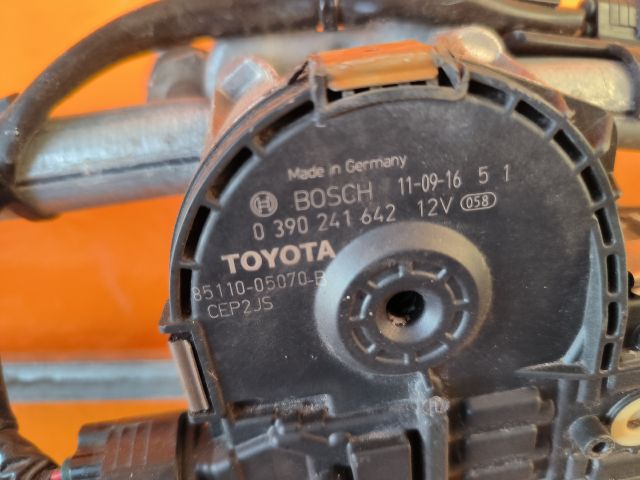 Made in Germany
BOSCH 11-09-16 5 1
0 390 241 642 12V 058
TOYOTA
85110-05070-B
CEP2JS